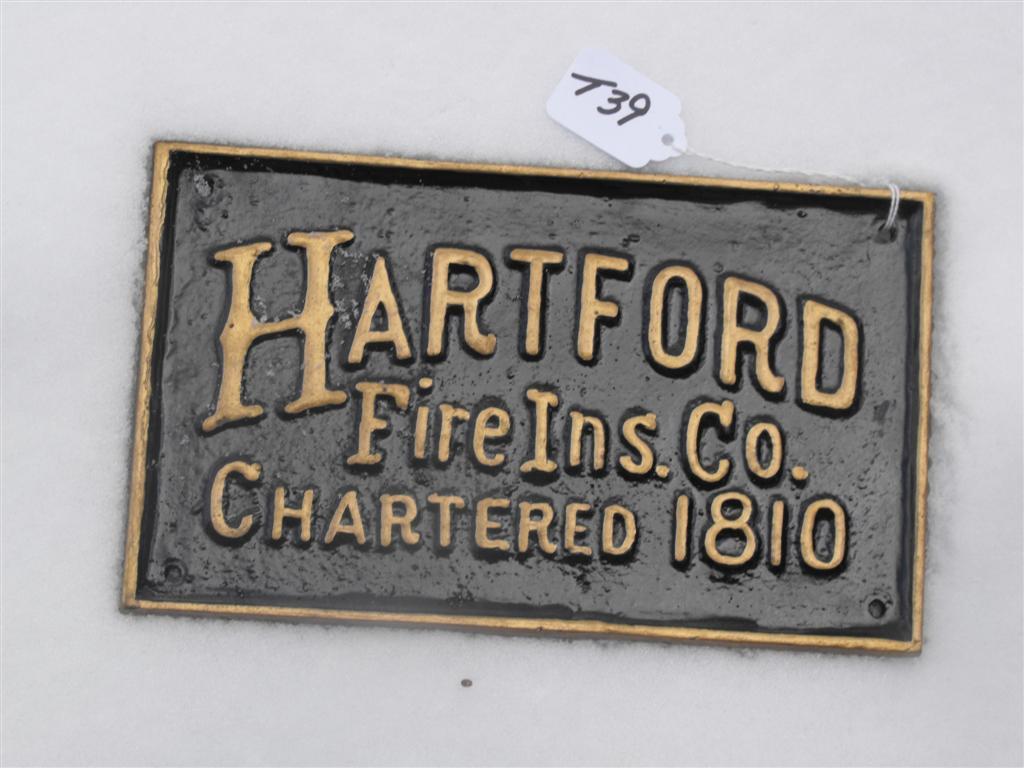 T39
HARTFORD
Fire Ins. Co.
CHARTERED 1810